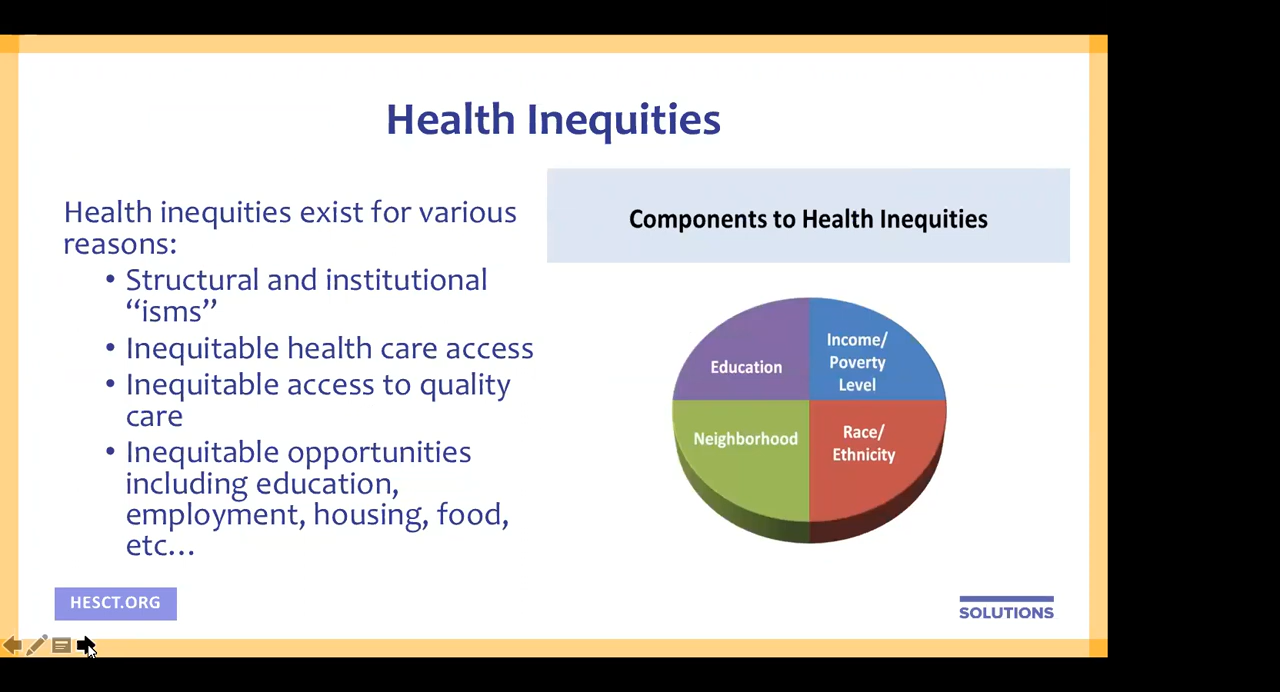 Health Inequities
Health inequities exist for various
reasons:
• Structural and institutional
“isms”
• Inequitable health care access
• Inequitable access to quality
care
• Inequitable opportunities
including education,
employment, housing, food,
etc…
Components to Health Inequities
Education
Income/
Poverty
Level
Neighborhood
Race/
Ethnicity
HESCT.ORG
SOLUTIONS